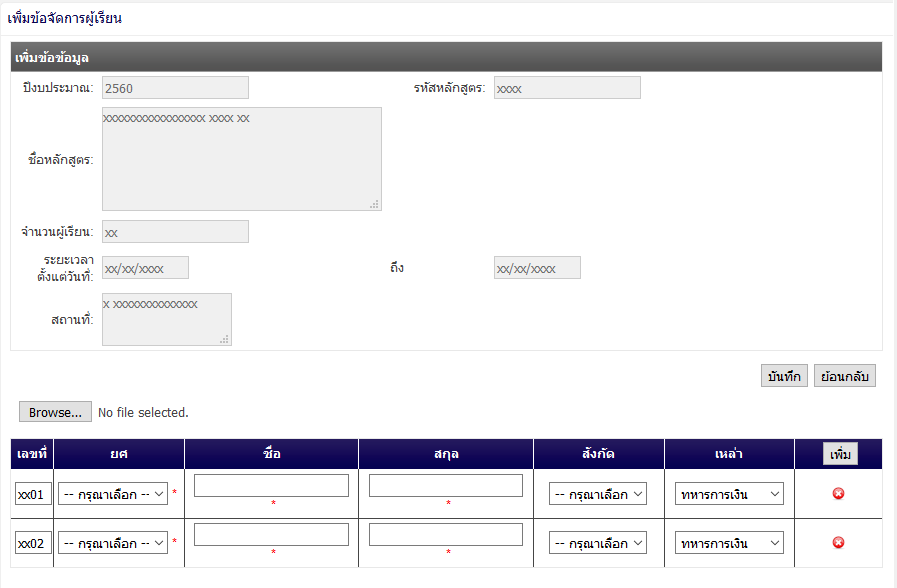 เพิ่มข้อจัดการผู้เรียน
เพิ่มข้อข้อมูล
ปีงบประมาณ: 2560 รหัสหลักสูตร: xxxx
ชื่อหลักสูตร: xxxxxxxxxxxxxxxxx xxxx xx
จำนวนผู้เรียน: xx
ระยะเวลา
ตั้งแต่วันที่: xx/xx/xxxx ถึง xx/xx/xxxx
สถานที่: x xxxxxxxxxxxxxx
บันทึก ย้อนกลับ
Browse... No file selected.
เลขที่ ยศ ชื่อ สกุล สังกัด เหล่า เพิ่ม
xx01 -- กรุณาเลือก -- * * * -- กรุณาเลือก ทหารการเงิน
xx02 -- กรุณาเลือก -- * * * -- กรุณาเลือก ทหารการเงิน